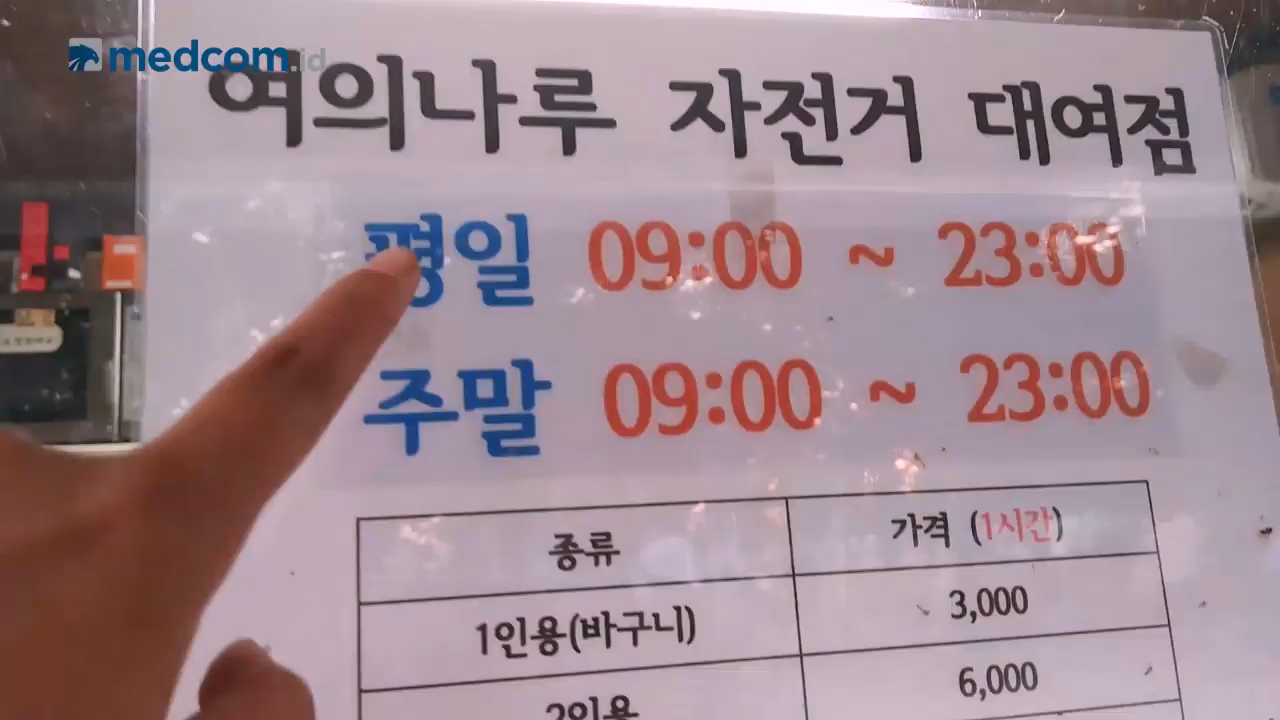 medcom.id
여의나루 자전거 대여점
평일 09:00 ~ 23:00
주말 09:00 ~ 23:00
종류 가격 (1시간)
1인용(바구니) 3,000
2인용 6,000